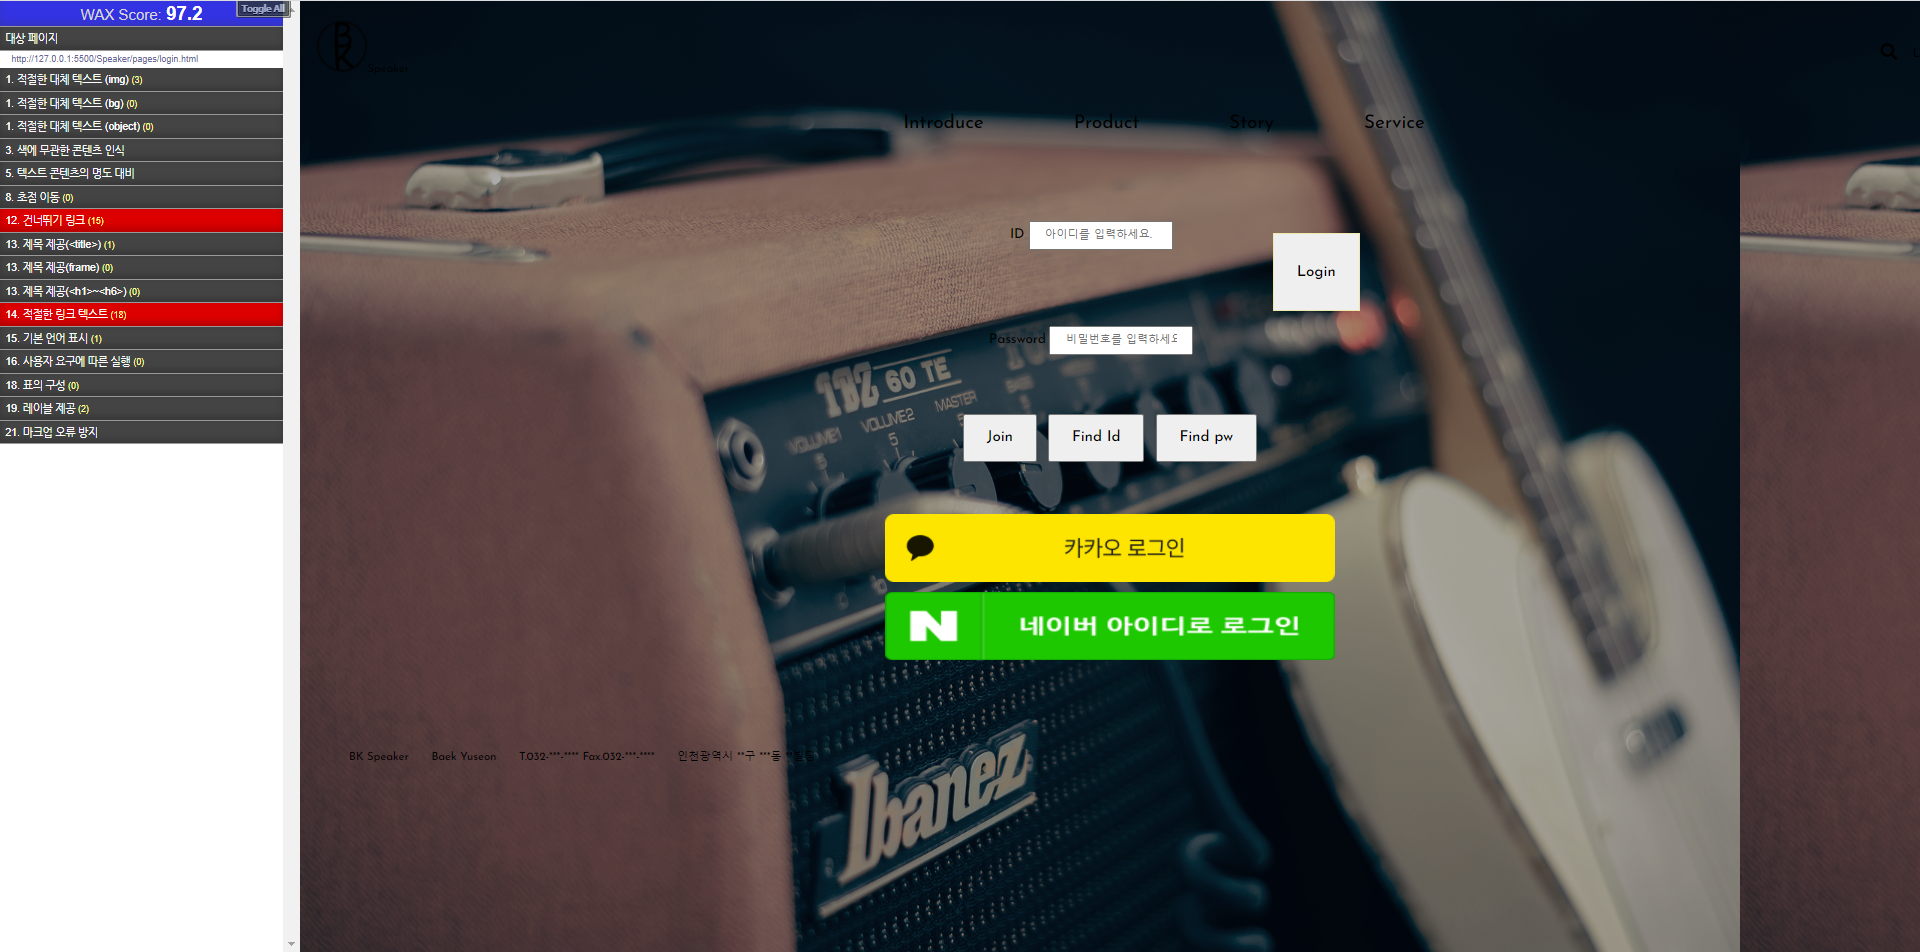 WAX Score: 97.2
Toggle All
대상 페이지
http://127.0.0.1:5500/Speaker/pages/login.html
1. 적절한 대체 텍스트 (img) (3)
1. 적절한 대체 텍스트 (bg) (0)
1. 적절한 대체 텍스트 (object) (0)
3. 색에 무관한 콘텐츠 인식
5. 텍스트 콘텐츠의 명도 대비
8. 초점 이동 (0)
12. 건너뛰기 링크 (15)
13. 제목 제공(<title>) (1)
13. 제목 제공(frame) (0)
13. 제목 제공(<h1>~<h6>) (0)
14. 적절한 링크 텍스트 (18)
15. 기본 언어 표시 (1)
16. 사용자 요구에 따른 실행 (0)
18. 표의 구성 (0)
19. 레이블 제공 (2)
21. 마크업 오류 방지
BK Speaker
Introduce Product Story Service
ID 아이디를 입력하세요.
Login
Password 비밀번호를 입력하세요
IBZ 60 TE
VOLUME1 VOLUME2 MASTER
5 5
Join Find Id Find pw
카카오 로그인
N 네이버 아이디로 로그인
BK Speaker Baek Yuseon T.032-***-**** Fax.032-***-**** 인천광역시 **구 ***동
Ibanez